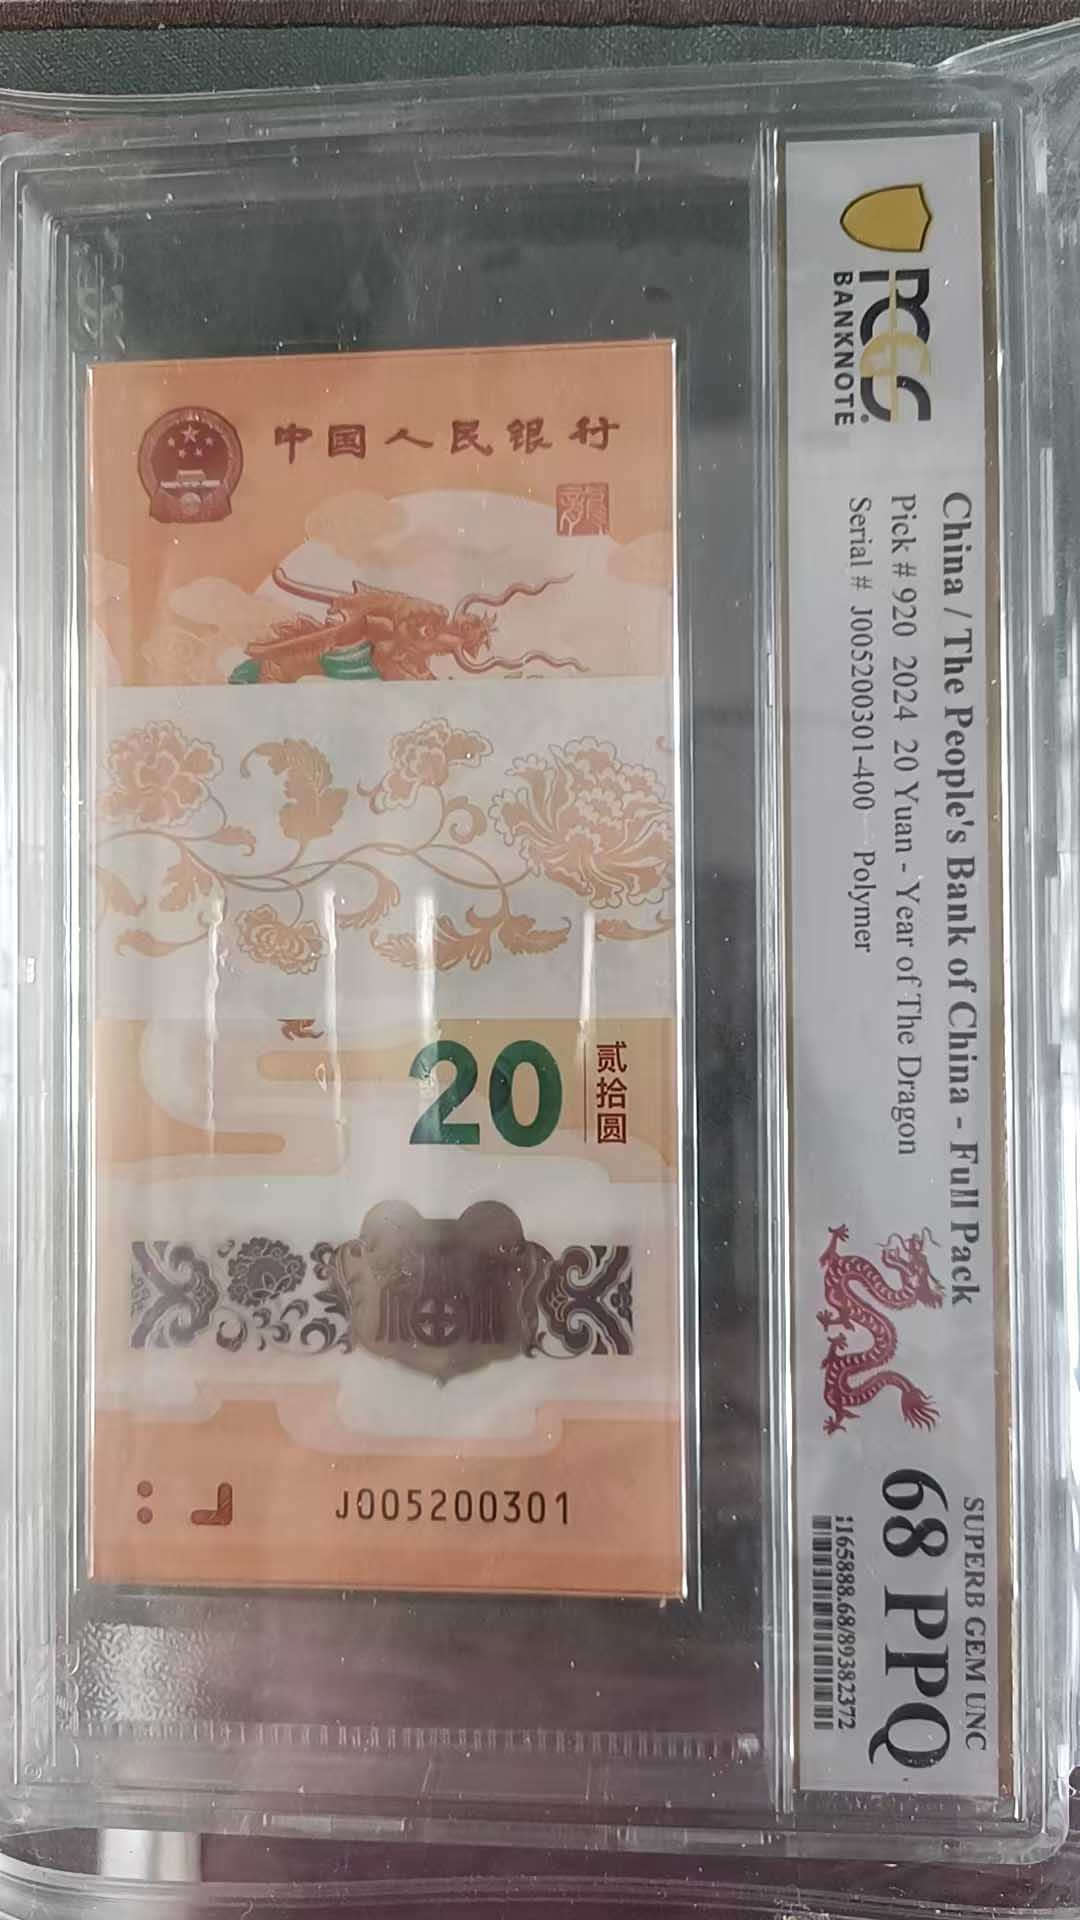 中国人民银行
龍
20
贰拾圆
J005200301
PCGS
BANKNOTE
China / The People's Bank of China - Full Pack
Pick # 920 2024 20 Yuan - Year of The Dragon
Serial # J005200301-400 Polymer
SUPERB GEM UNC
68 PPQ
1165888.68/89382372